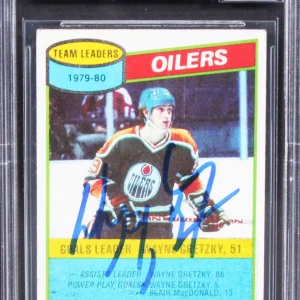 TEAM LEADERS
1979-80
OILERS
OILERS
GOALS LEADER WAYNE GRETZKY, 51
ASSISTS LEADER WAYNE GRETZKY, 86
POWER PLAY, GOALS WAYNE GRETZKY &
BLAIR MACDONALD, 13